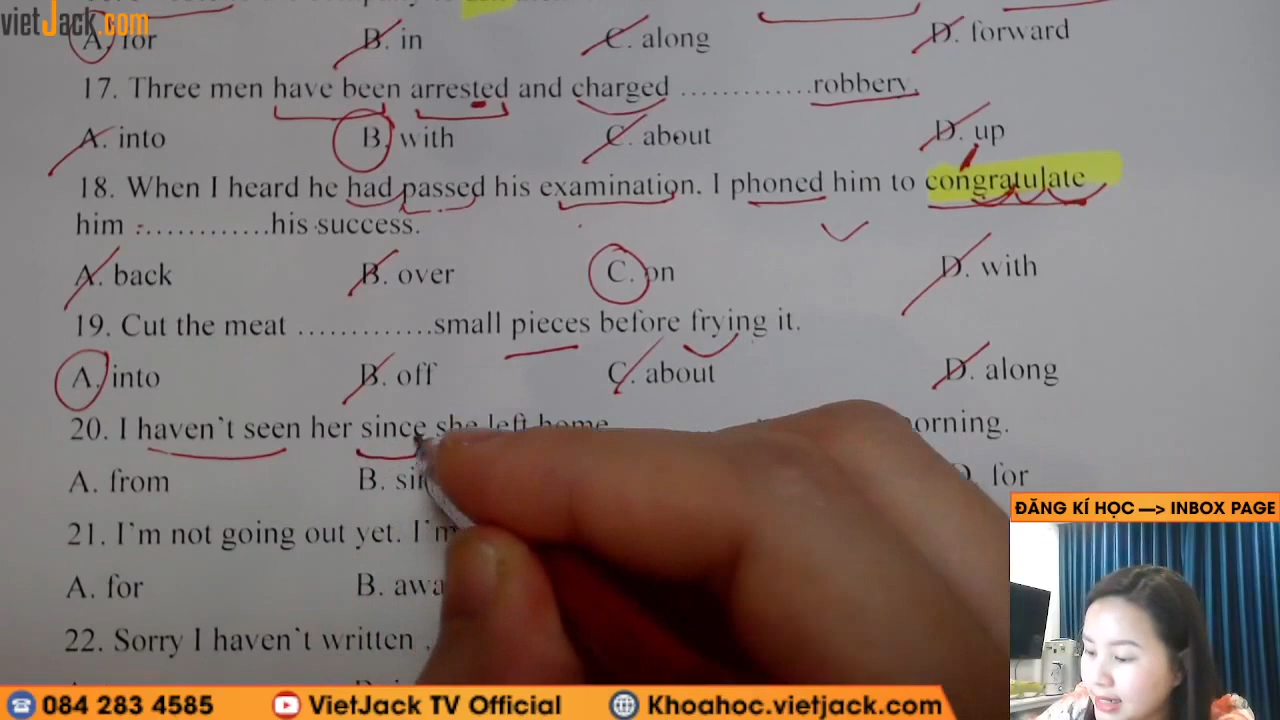 vietJack.com
A. for B. in C. along D. forward
17. Three men have been arrested and charged .............robbery.
A. into B. with C. about D. up
18. When I heard he had passed his examination. I phoned him to congratulate
him .............his success.
A. back B. over C. on D. with
19. Cut the meat .............small pieces before frying it.
A. into B. off C. about D. along
20. I haven't seen her since she left home
A. from B. D. for
21. I'm not going out yet. I'm
A. for B.
22. Sorry I haven't written
ĐĂNG KÍ HỌC —> INBOX PAGE
084 283 4585 VietJack TV Official Khoahoc.vietjack.com